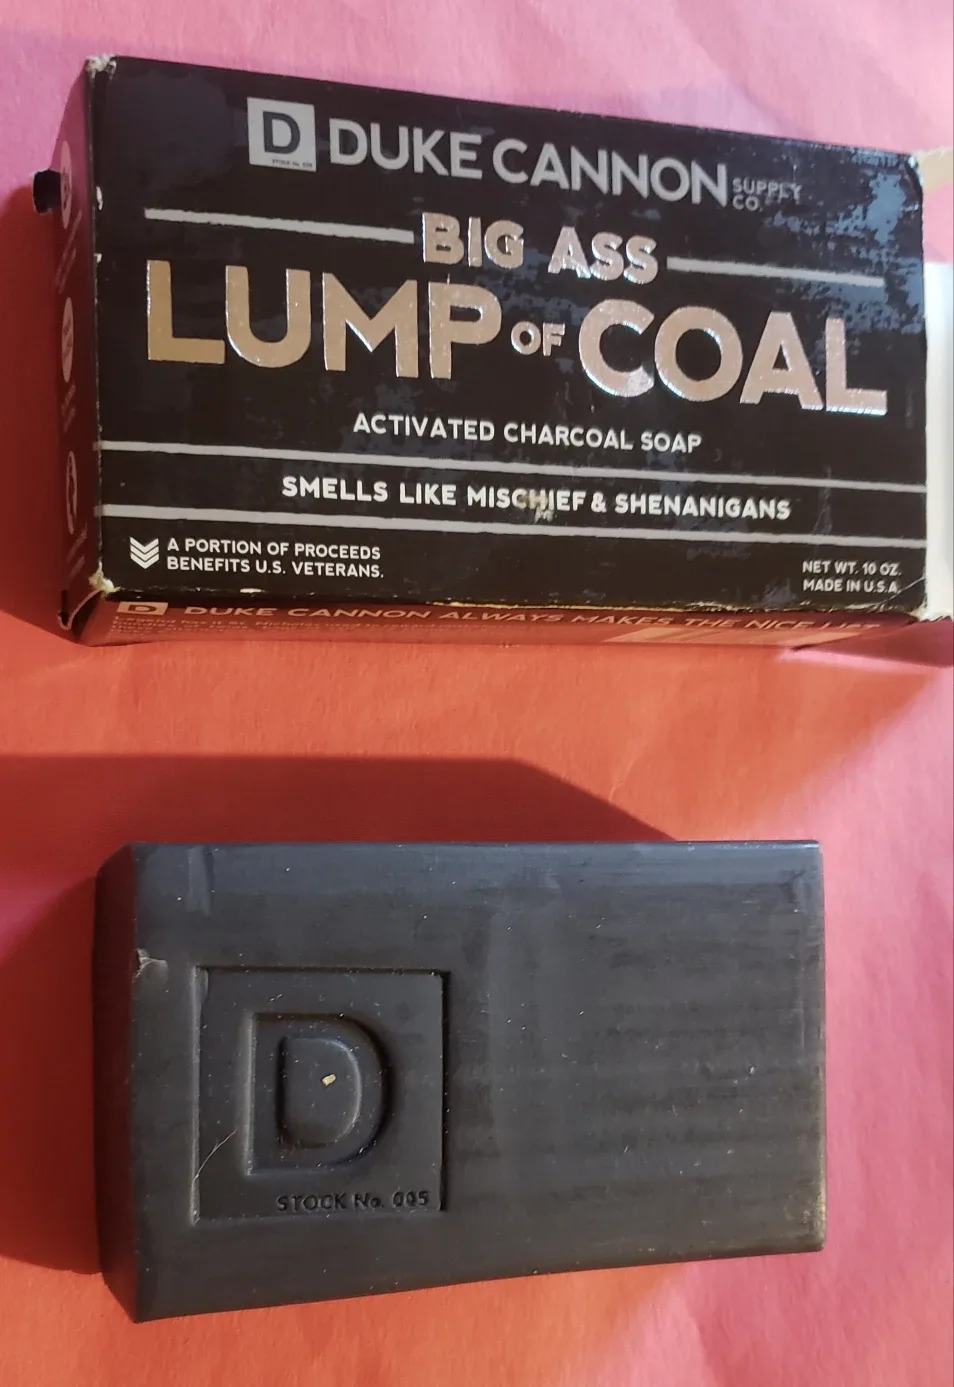 D DUKE CANNON SUPPLY CO.
BIG ASS
LUMP OF COAL
ACTIVATED CHARCOAL SOAP
SMELLS LIKE MISCHIEF & SHENANIGANS
A PORTION OF PROCEEDS
BENEFITS U.S. VETERANS.
NET WT. 10 OZ.
MADE IN U.S.A.
D DUKE CANNON ALWAYS MAKES THE NICE LIST
D
STOCK No. 005